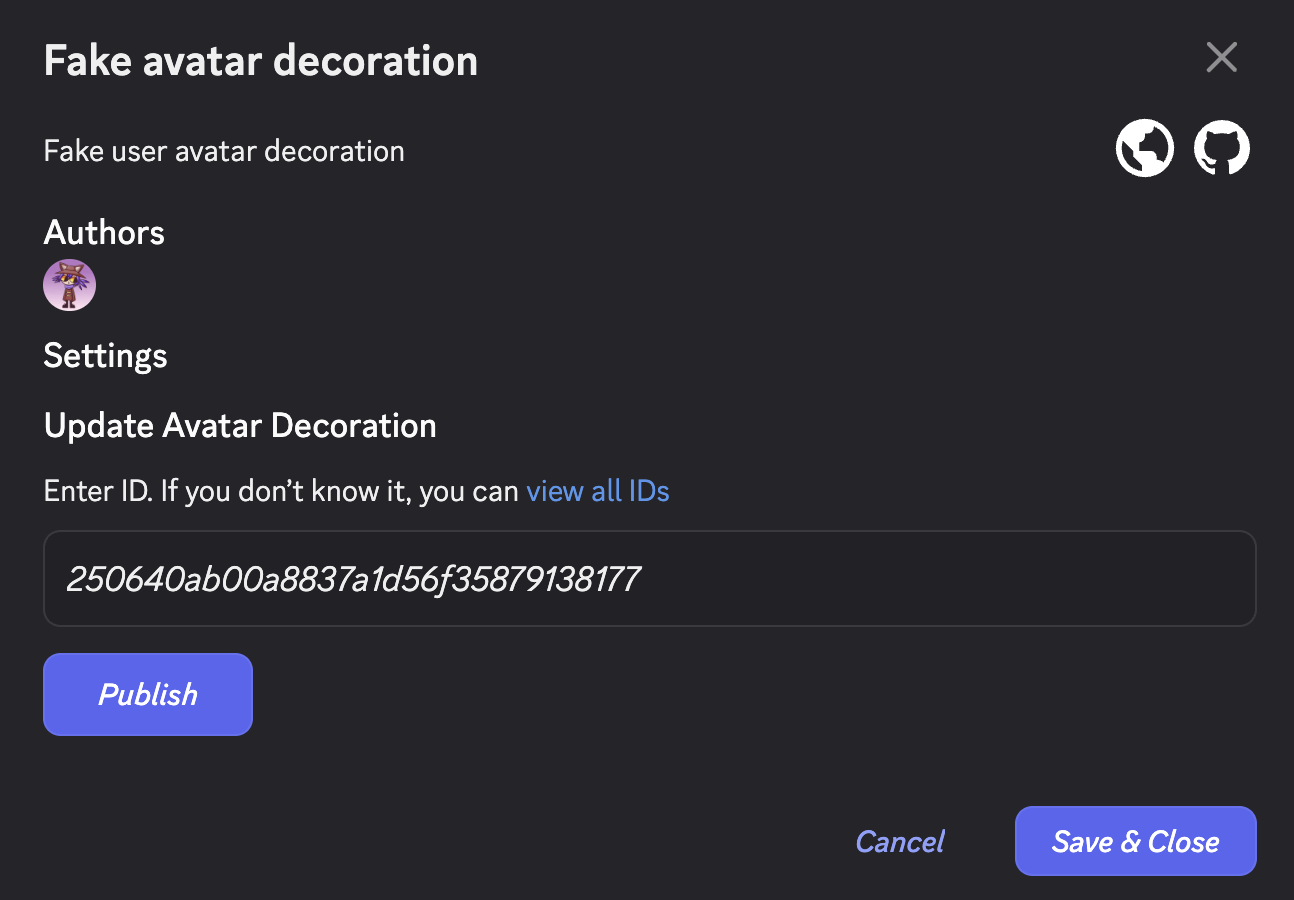 Fake avatar decoration
Fake user avatar decoration
Authors
Settings
Update Avatar Decoration
Enter ID. If you don’t know it, you can view all IDs
250640ab00a8837a1d56f35879138177
Publish
Cancel
Save & Close